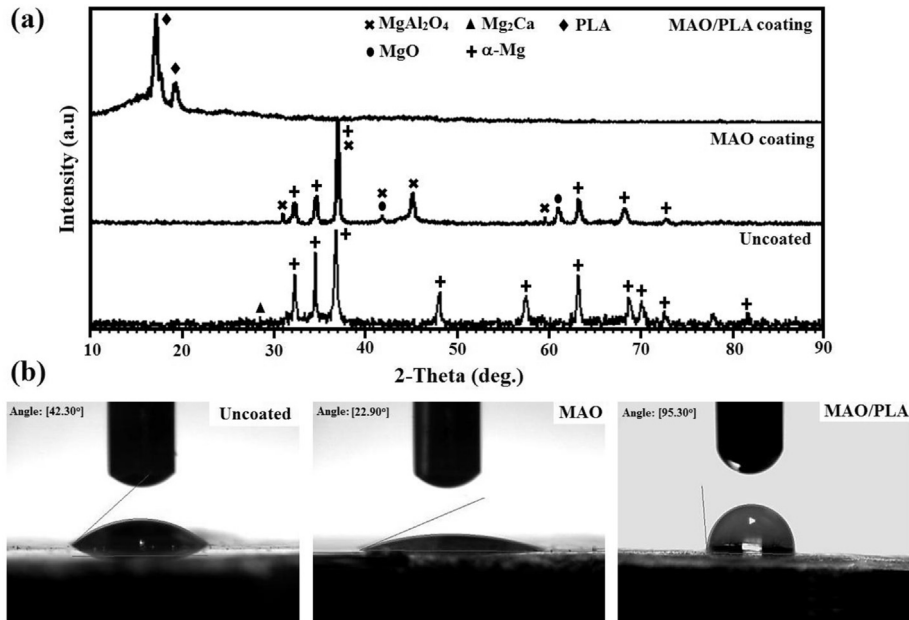 (a)
✖ MgAl₂O₄ ▲ Mg₂Ca ♦ PLA MAO/PLA coating
● MgO + α-Mg
MAO coating
Uncoated
Intensity (a.u)
10 20 30 40 50 60 70 80 90
2-Theta (deg.)
(b)
Angle: [42.30°] Uncoated
Angle: [22.90°] MAO
Angle: [95.30°] MAO/PLA